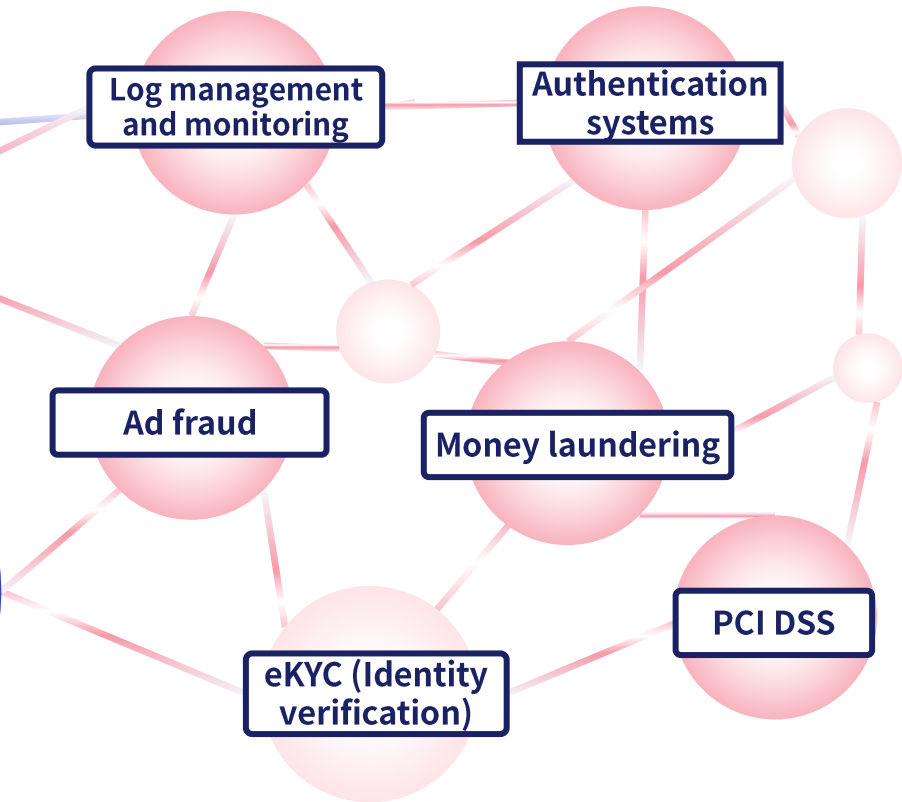 Log management
and monitoring
Authentication
systems
Ad fraud
Money laundering
PCI DSS
eKYC (Identity
verification)